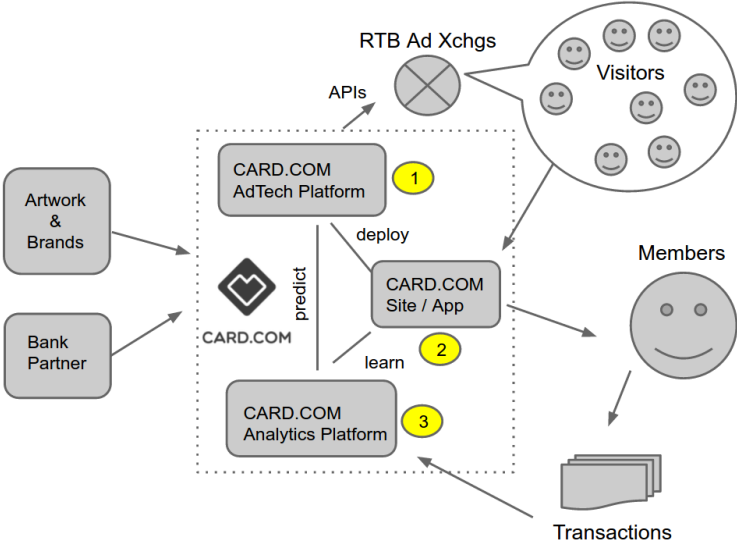 RTB Ad Xchgs
Visitors
APIs
CARD.COM
AdTech Platform
1
Artwork
&
Brands
deploy
Members
predict
CARD.COM
Site / App
CARD.COM
Bank
Partner
2
learn
CARD.COM
Analytics Platform
3
Transactions